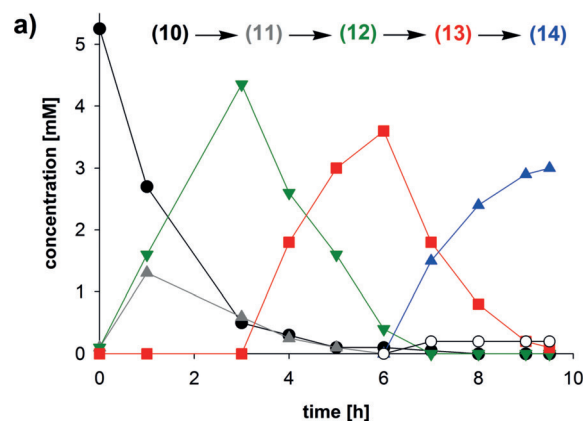 a)
(10) (11) (12) (13) (14)
5
4
3
2
1
0
concentration [mM]
0 2 4 6 8 10
time [h]